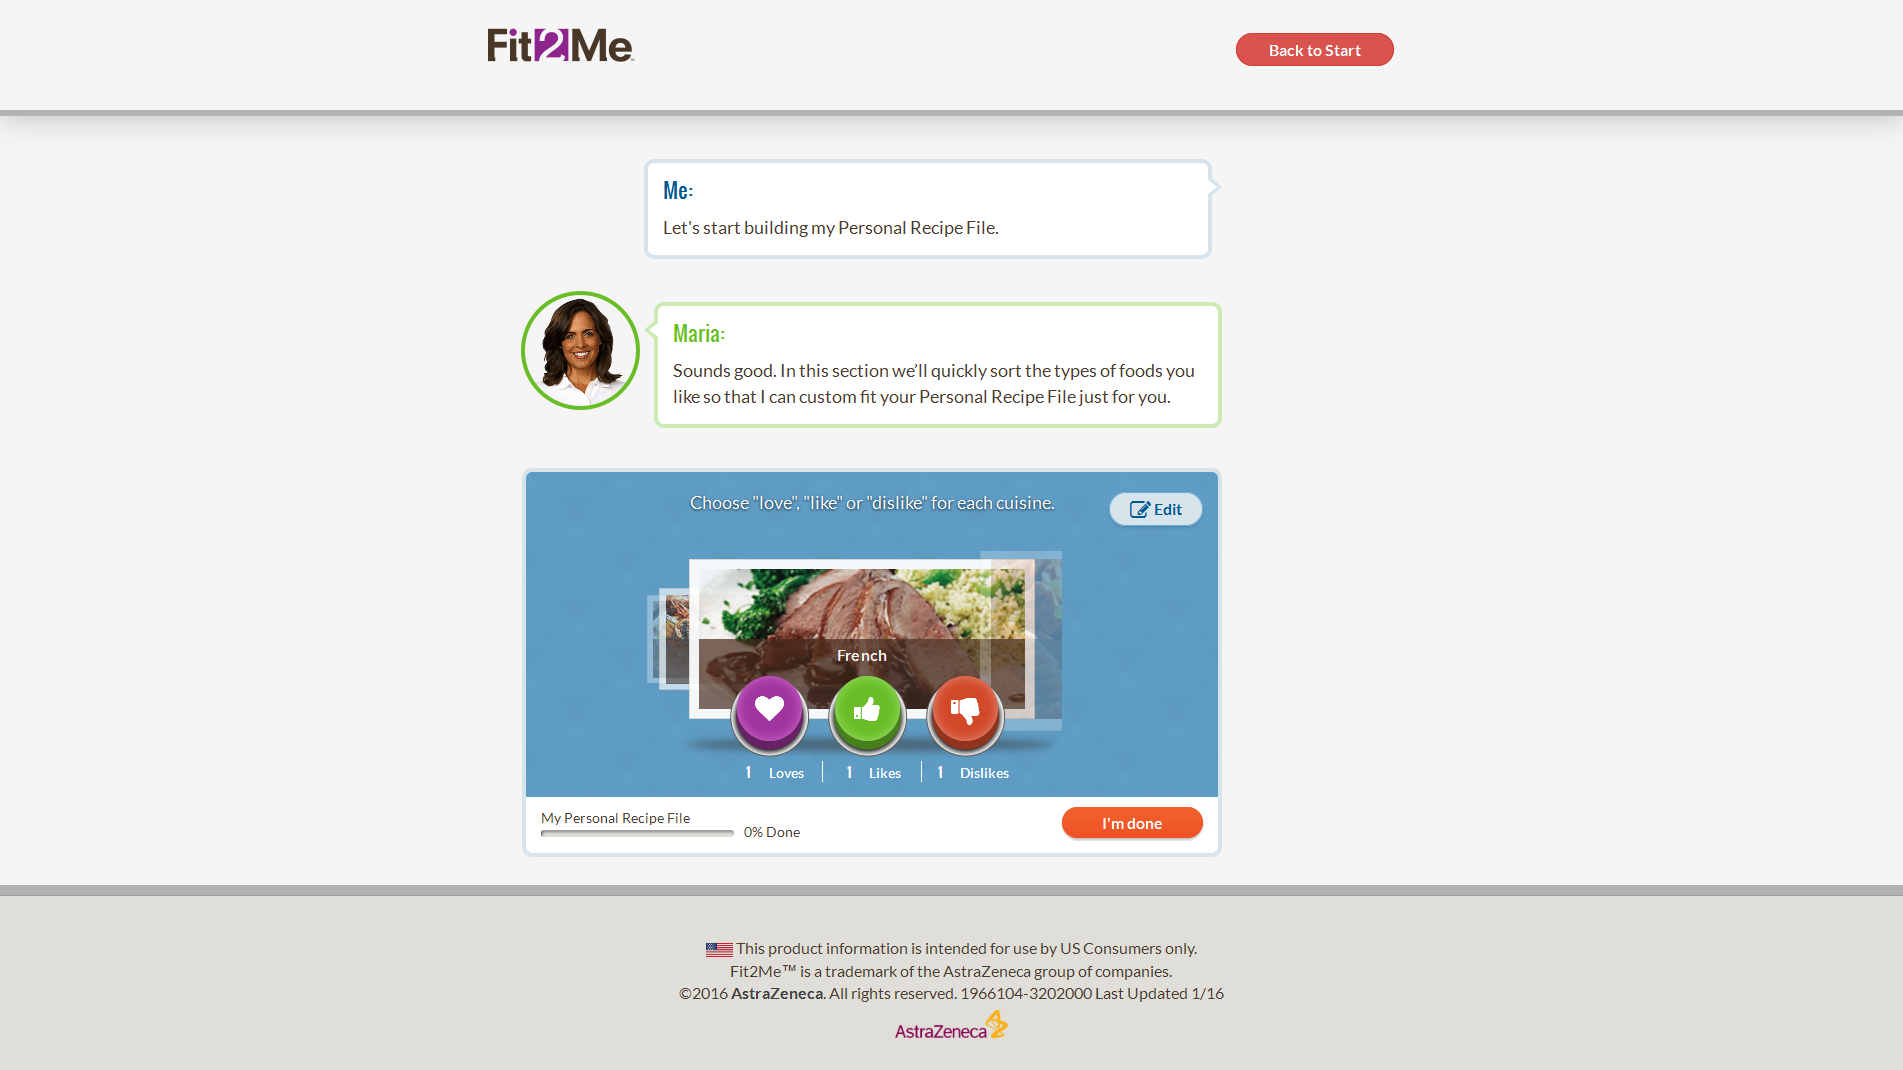 Fit2Me™
Back to Start
Me:
Let's start building my Personal Recipe File.
Maria:
Sounds good. In this section we’ll quickly sort the types of foods you
like so that I can custom fit your Personal Recipe File just for you.
Choose "love", "like" or "dislike" for each cuisine.
Edit
French
1 Loves
1 Likes
1 Dislikes
My Personal Recipe File
0% Done
I'm done
This product information is intended for use by US Consumers only.
Fit2Me™ is a trademark of the AstraZeneca group of companies.
©2016 AstraZeneca. All rights reserved. 1966104-3202000 Last Updated 1/16
AstraZeneca